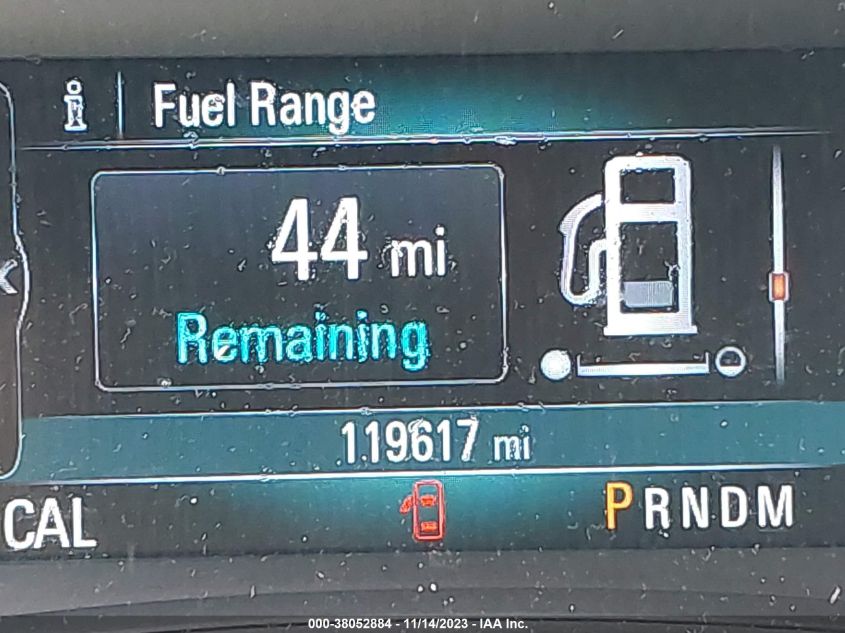 i Fuel Range
44 mi
Remaining
119617 mi
CAL
PRNDM
000-38052884 - 11/14/2023 - IAA Inc.